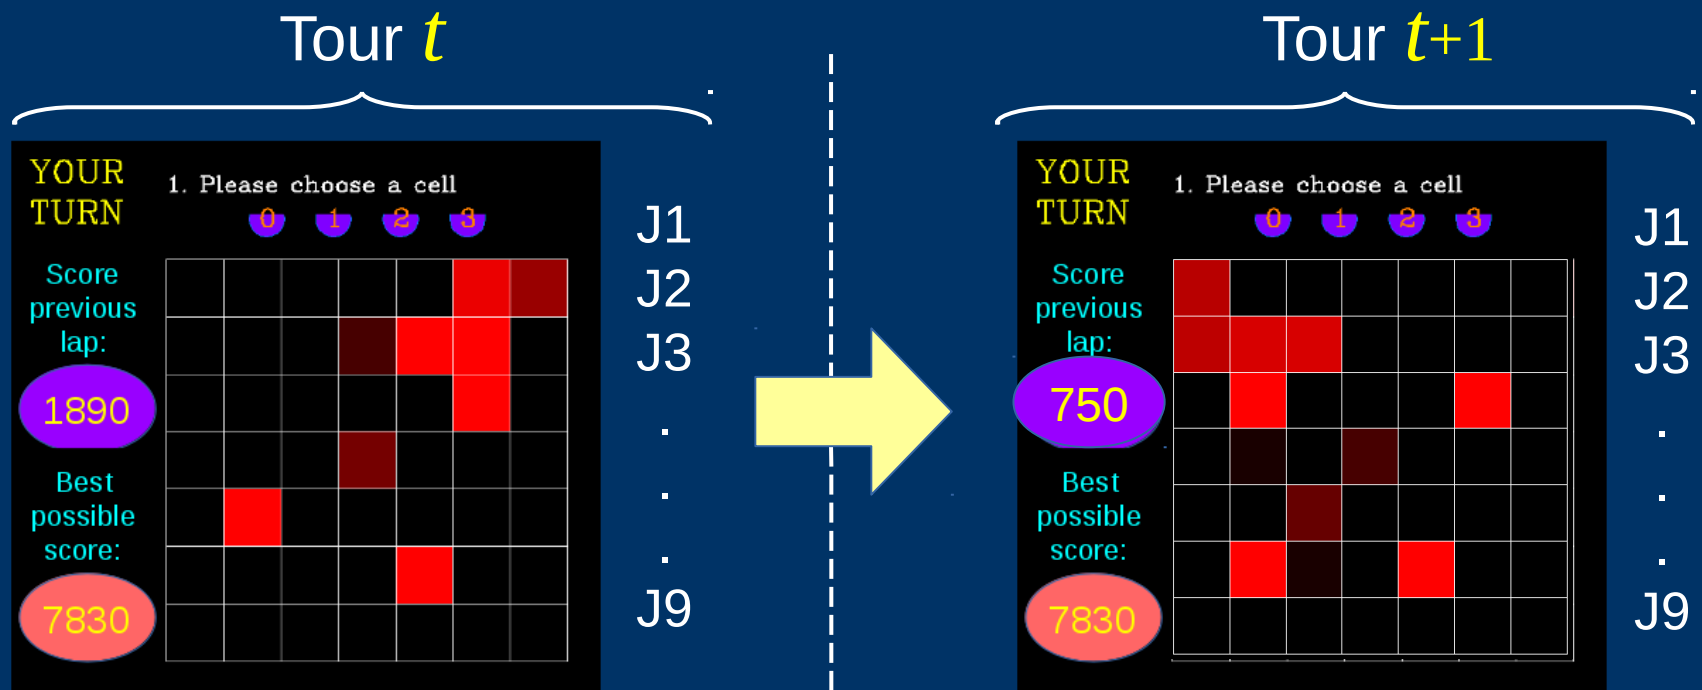 Tour t
YOUR
TURN
1. Please choose a cell
0 1 2 3
Score
previous
lap:
1890
Best
possible
score:
7830
J1
J2
J3
.
.
.
J9
Tour t+1
YOUR
TURN
1. Please choose a cell
0 1 2 3
Score
previous
lap:
750
Best
possible
score:
7830
J1
J2
J3
.
.
.
J9